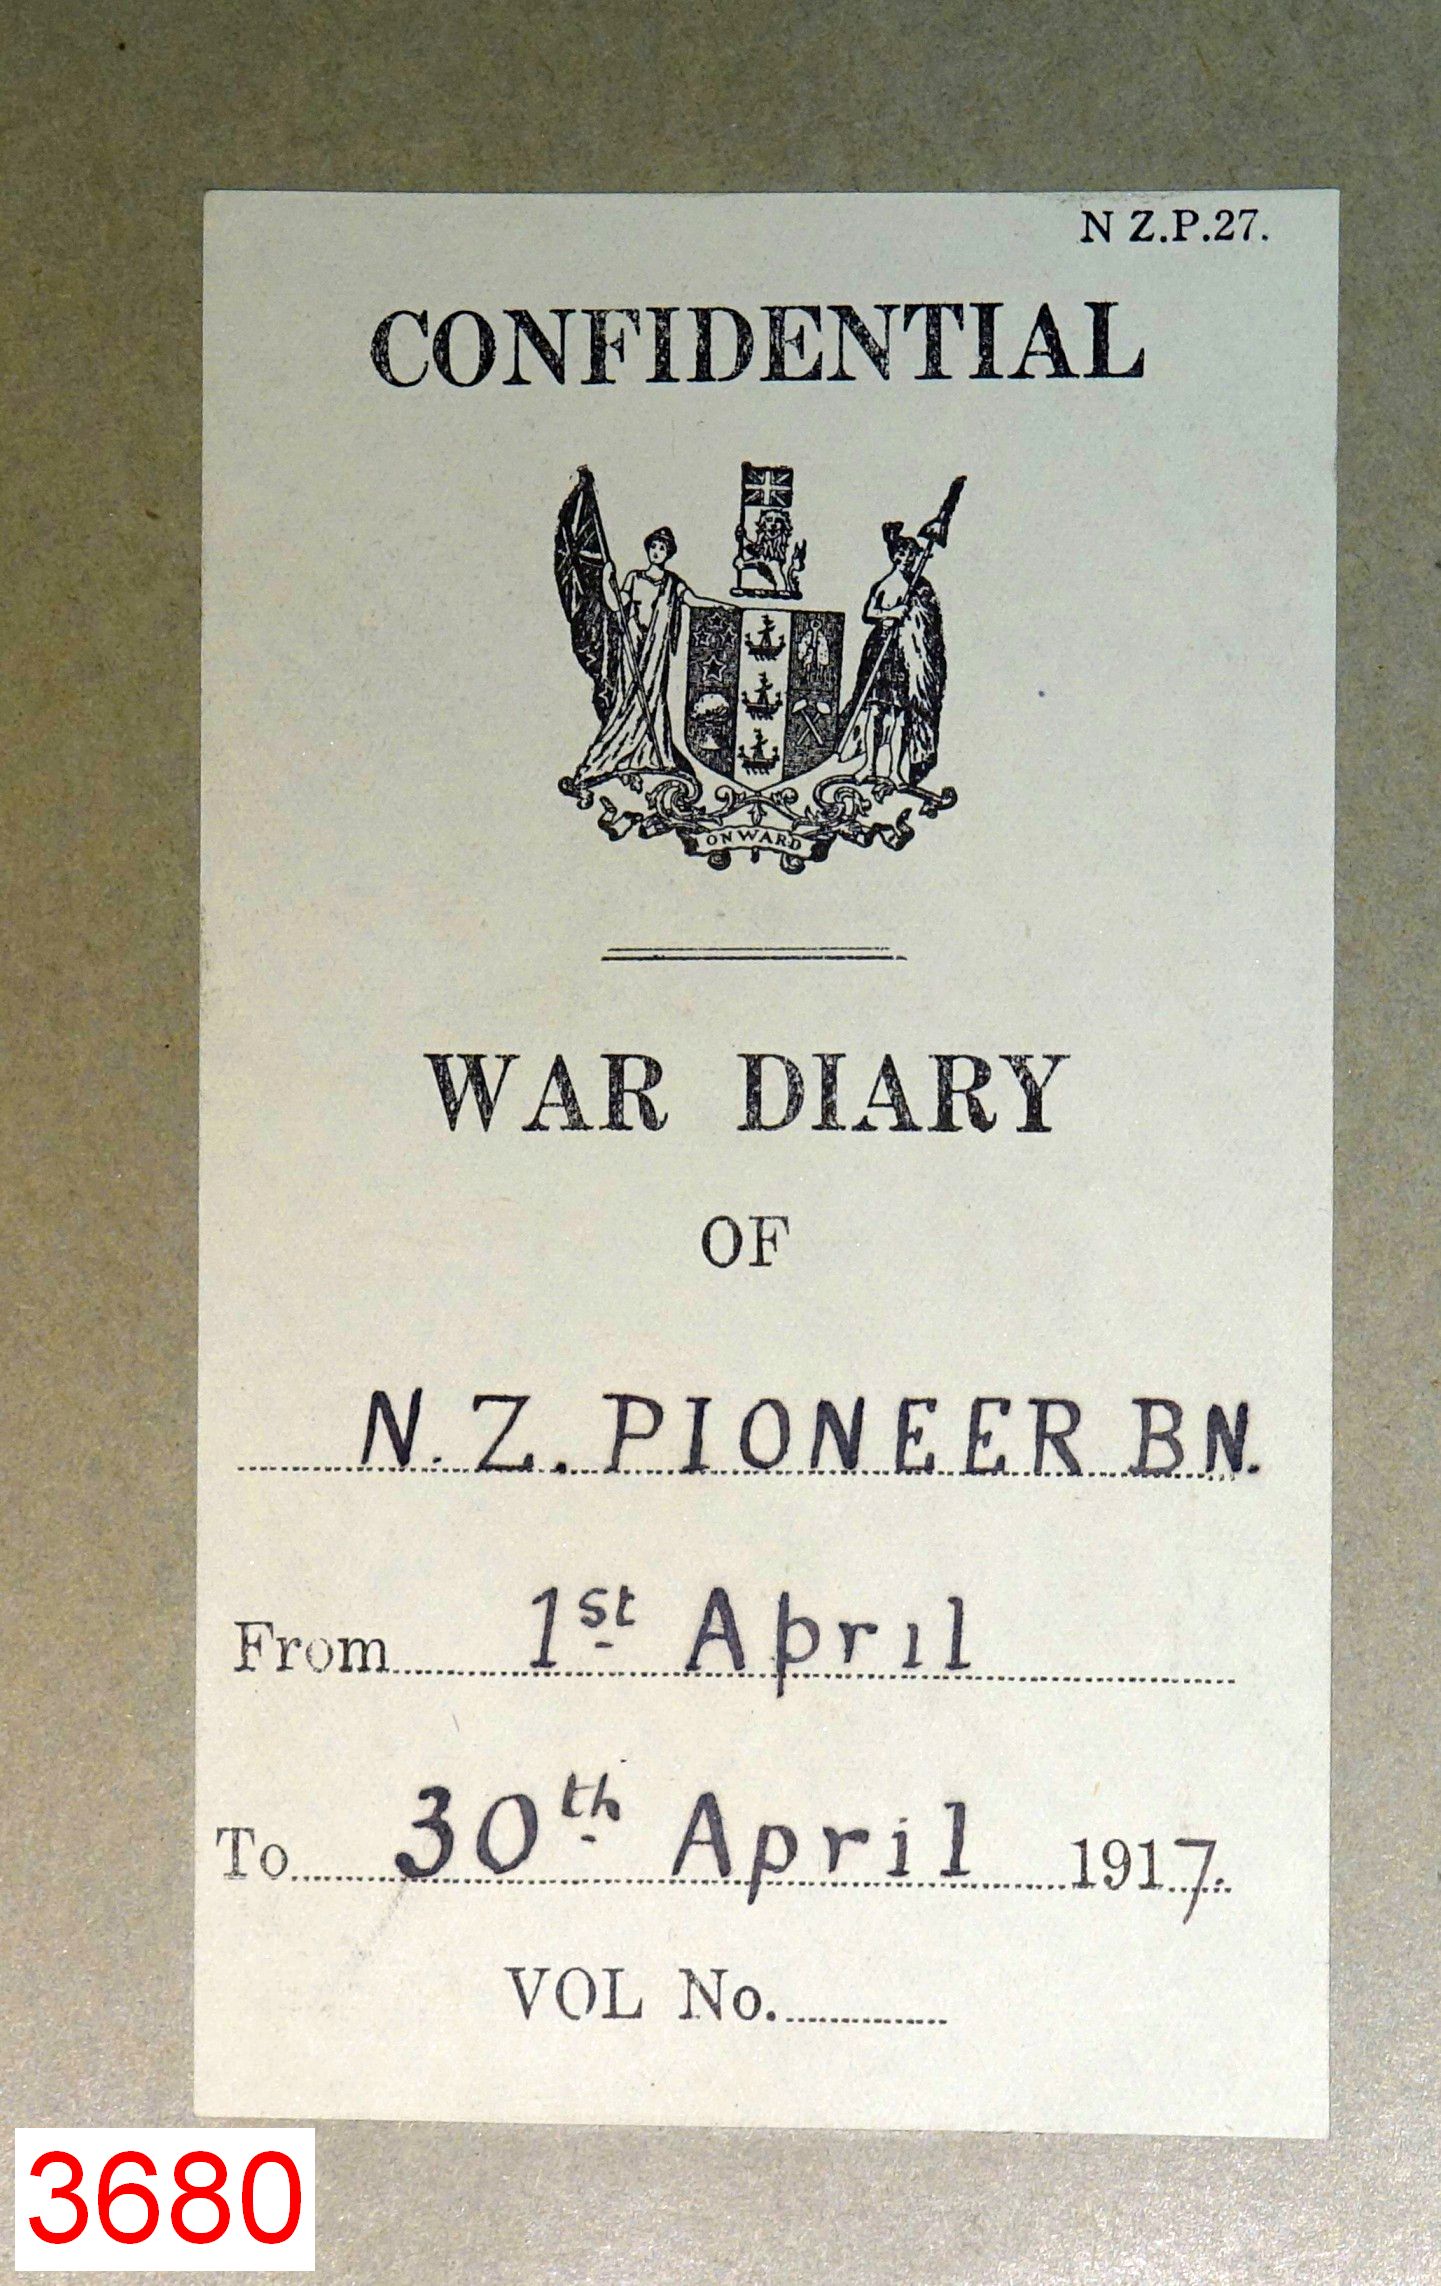 N Z.P.27.
CONFIDENTIAL
ONWARD
WAR DIARY
OF
N. Z. PIONEER BN.
From 1st April
To 30th April 1917.
VOL No.
3680